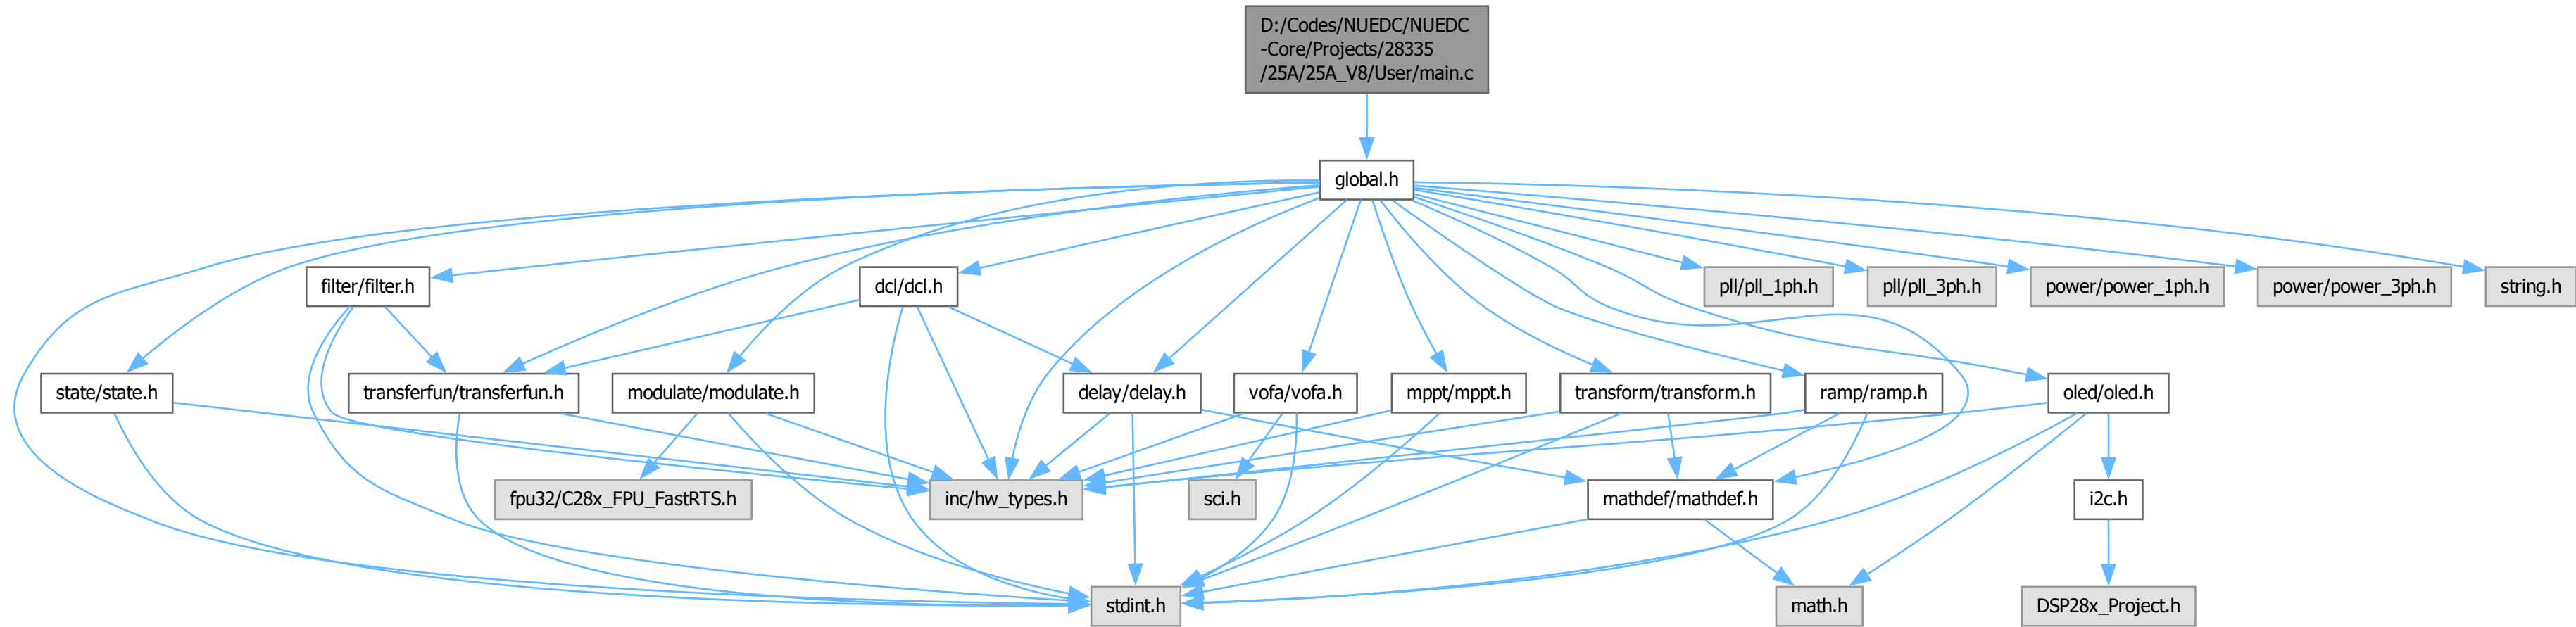 D:/Codes/NUEDC/NUEDC
-Core/Projects/28335
/25A/25A_V8/User/main.c
global.h
filter/filter.h
dcl/dcl.h
pll/pll_1ph.h
pll/pll_3ph.h
power/power_1ph.h
power/power_3ph.h
string.h
state/state.h
transferfun/transferfun.h
modulate/modulate.h
delay/delay.h
vofa/vofa.h
mppt/mppt.h
transform/transform.h
ramp/ramp.h
oled/oled.h
fpu32/C28x_FPU_FastRTS.h
inc/hw_types.h
sci.h
mathdef/mathdef.h
i2c.h
stdint.h
math.h
DSP28x_Project.h